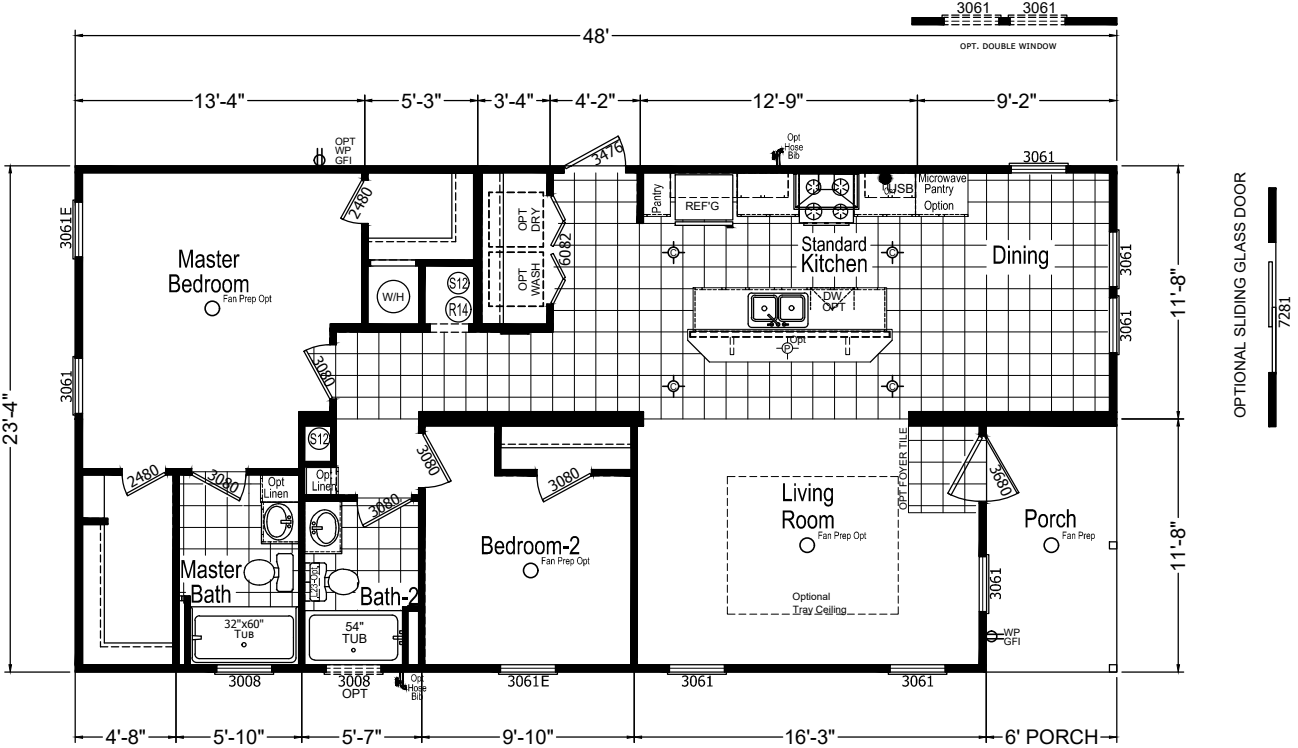 3061 3061
OPT. DOUBLE WINDOW
48'
13'-4" 5'-3" 3'-4" 4'-2" 12'-9" 9'-2"
OPT
WP
GFI
3476
Opt
Hose
Bib
3061
2480
OPT
DRY
6082
OPT
WASH
Pantry
REF'G
USB
Microwave
Pantry
Option
3061E
Master
Bedroom
Fan Prep Opt
W/H
S12
R14
Standard
Kitchen
Dining
3061
3061
11'-8"
OPTIONAL SLIDING GLASS DOOR
7281
DW
OPT
Opt
P
3061
3080
23'-4"
S12
Opt
Linen
3080
3080
2480
3080
Opt
Linen
3080
OPT FOYER TILE
3680
Living
Room
Fan Prep Opt
Porch
Fan Prep
Bedroom-2
Fan Prep Opt
11'-8"
Master
Bath
L23-Opt
Bath-2
3061
Optional
Tray Ceiling
32"x60"
TUB
54"
TUB
WP
GFI
3008
3008
OPT
Opt
Hose
Bib
3061E
3061
3061
4'-8" 5'-10" 5'-7" 9'-10" 16'-3" 6' PORCH